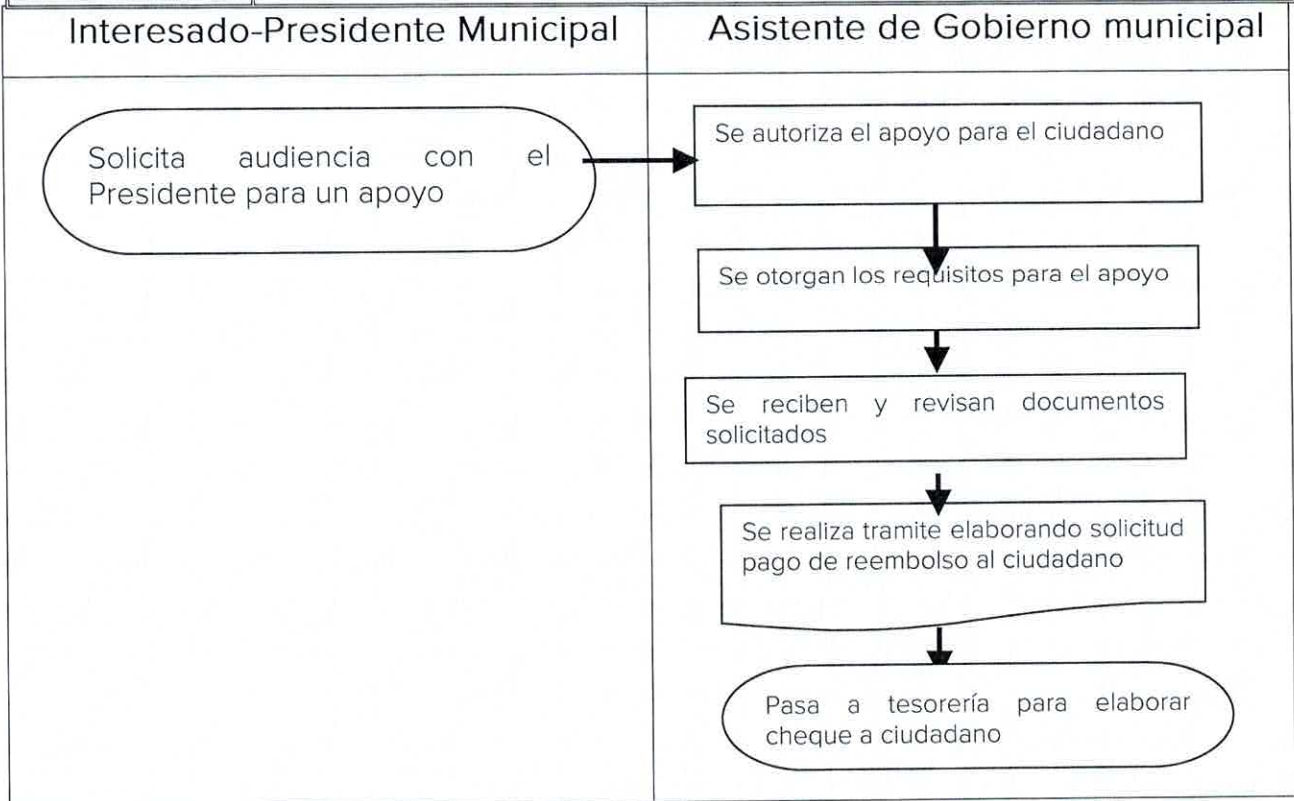 Interesado-Presidente Municipal
Asistente de Gobierno municipal
Solicita audiencia con el
Presidente para un apoyo
Se autoriza el apoyo para el ciudadano
Se otorgan los requisitos para el apoyo
Se reciben y revisan documentos
solicitados
Se realiza tramite elaborando solicitud
pago de reembolso al ciudadano
Pasa a tesorería para elaborar
cheque a ciudadano